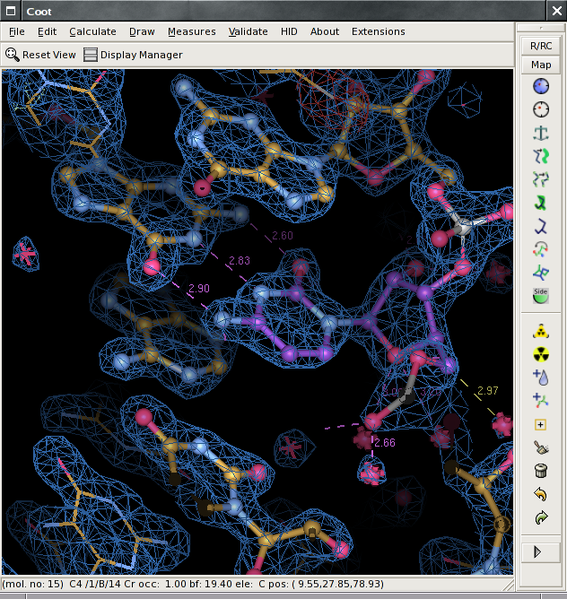 Coot
File Edit Calculate Draw Measures Validate HID About Extensions
Reset View Display Manager
R/RC
Map
Side
2.60
2.83
2.90
2.97
2.66
(mol. no: 15) C4 /1/B/14 Cr occ: 1.00 bf: 19.40 ele: C pos: ( 9.55,27.85,78.93)